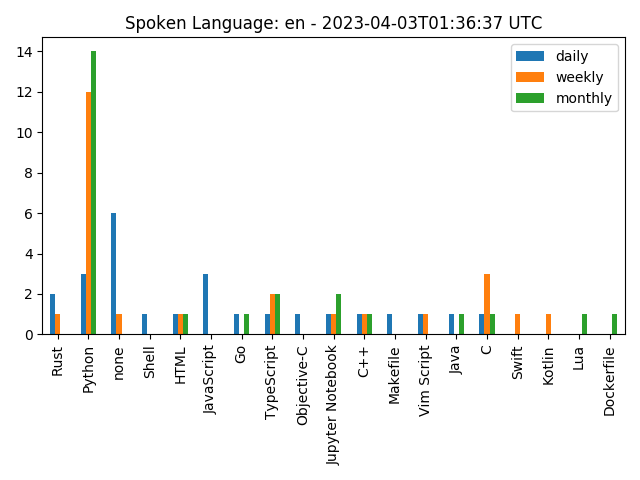 Spoken Language: en - 2023-04-03T01:36:37 UTC
daily
weekly
monthly
14
12
10
8
6
4
2
0
Rust
Python
none
Shell
HTML
JavaScript
Go
TypeScript
Objective-C
Jupyter Notebook
C++
Makefile
Vim Script
Java
C
Swift
Kotlin
Lua
Dockerfile